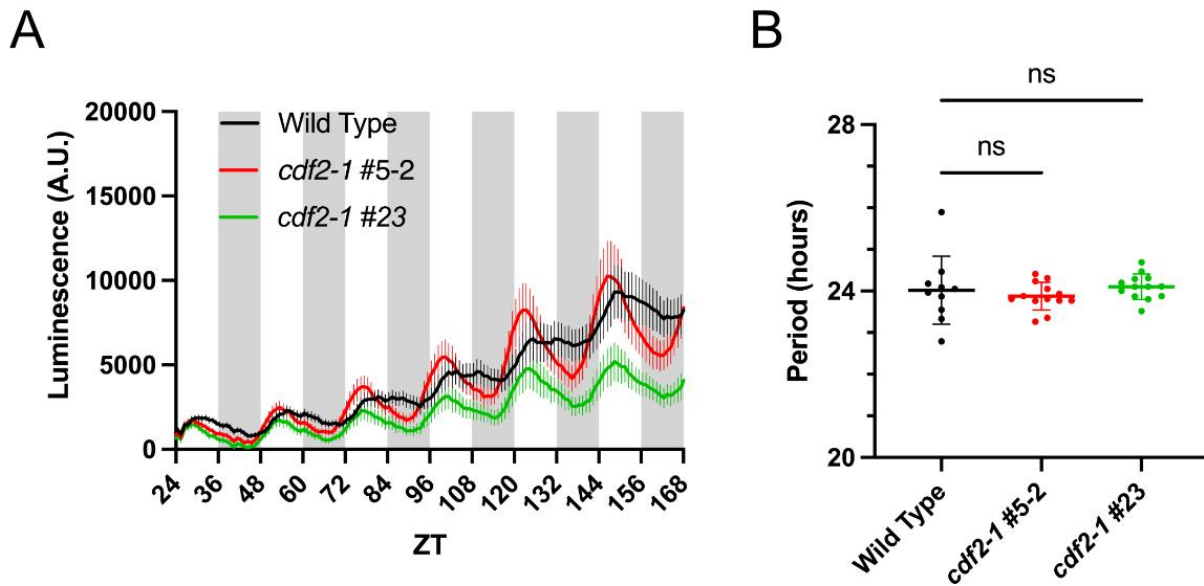 A
Luminescence (A.U.)
20000
15000
10000
5000
0
Wild Type
cdf2-1 #5-2
cdf2-1 #23
24 36 48 60 72 84 96 108 120 132 144 156 168
ZT
B
ns
ns
Period (hours)
28
24
20
Wild Type
cdf2-1 #5-2
cdf2-1 #23